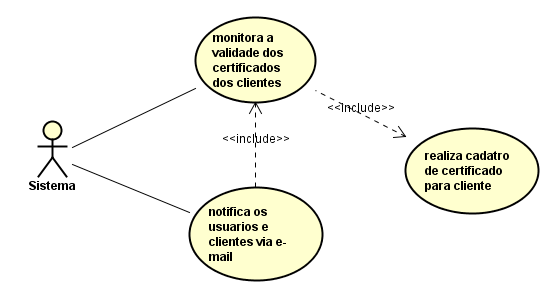 monitora a
validade dos
certificados
dos clientes
<<include>>
<<include>>
realiza cadatro
de certificado
para cliente
Sistema
notifica os
usuarios e
clientes via e-
mail